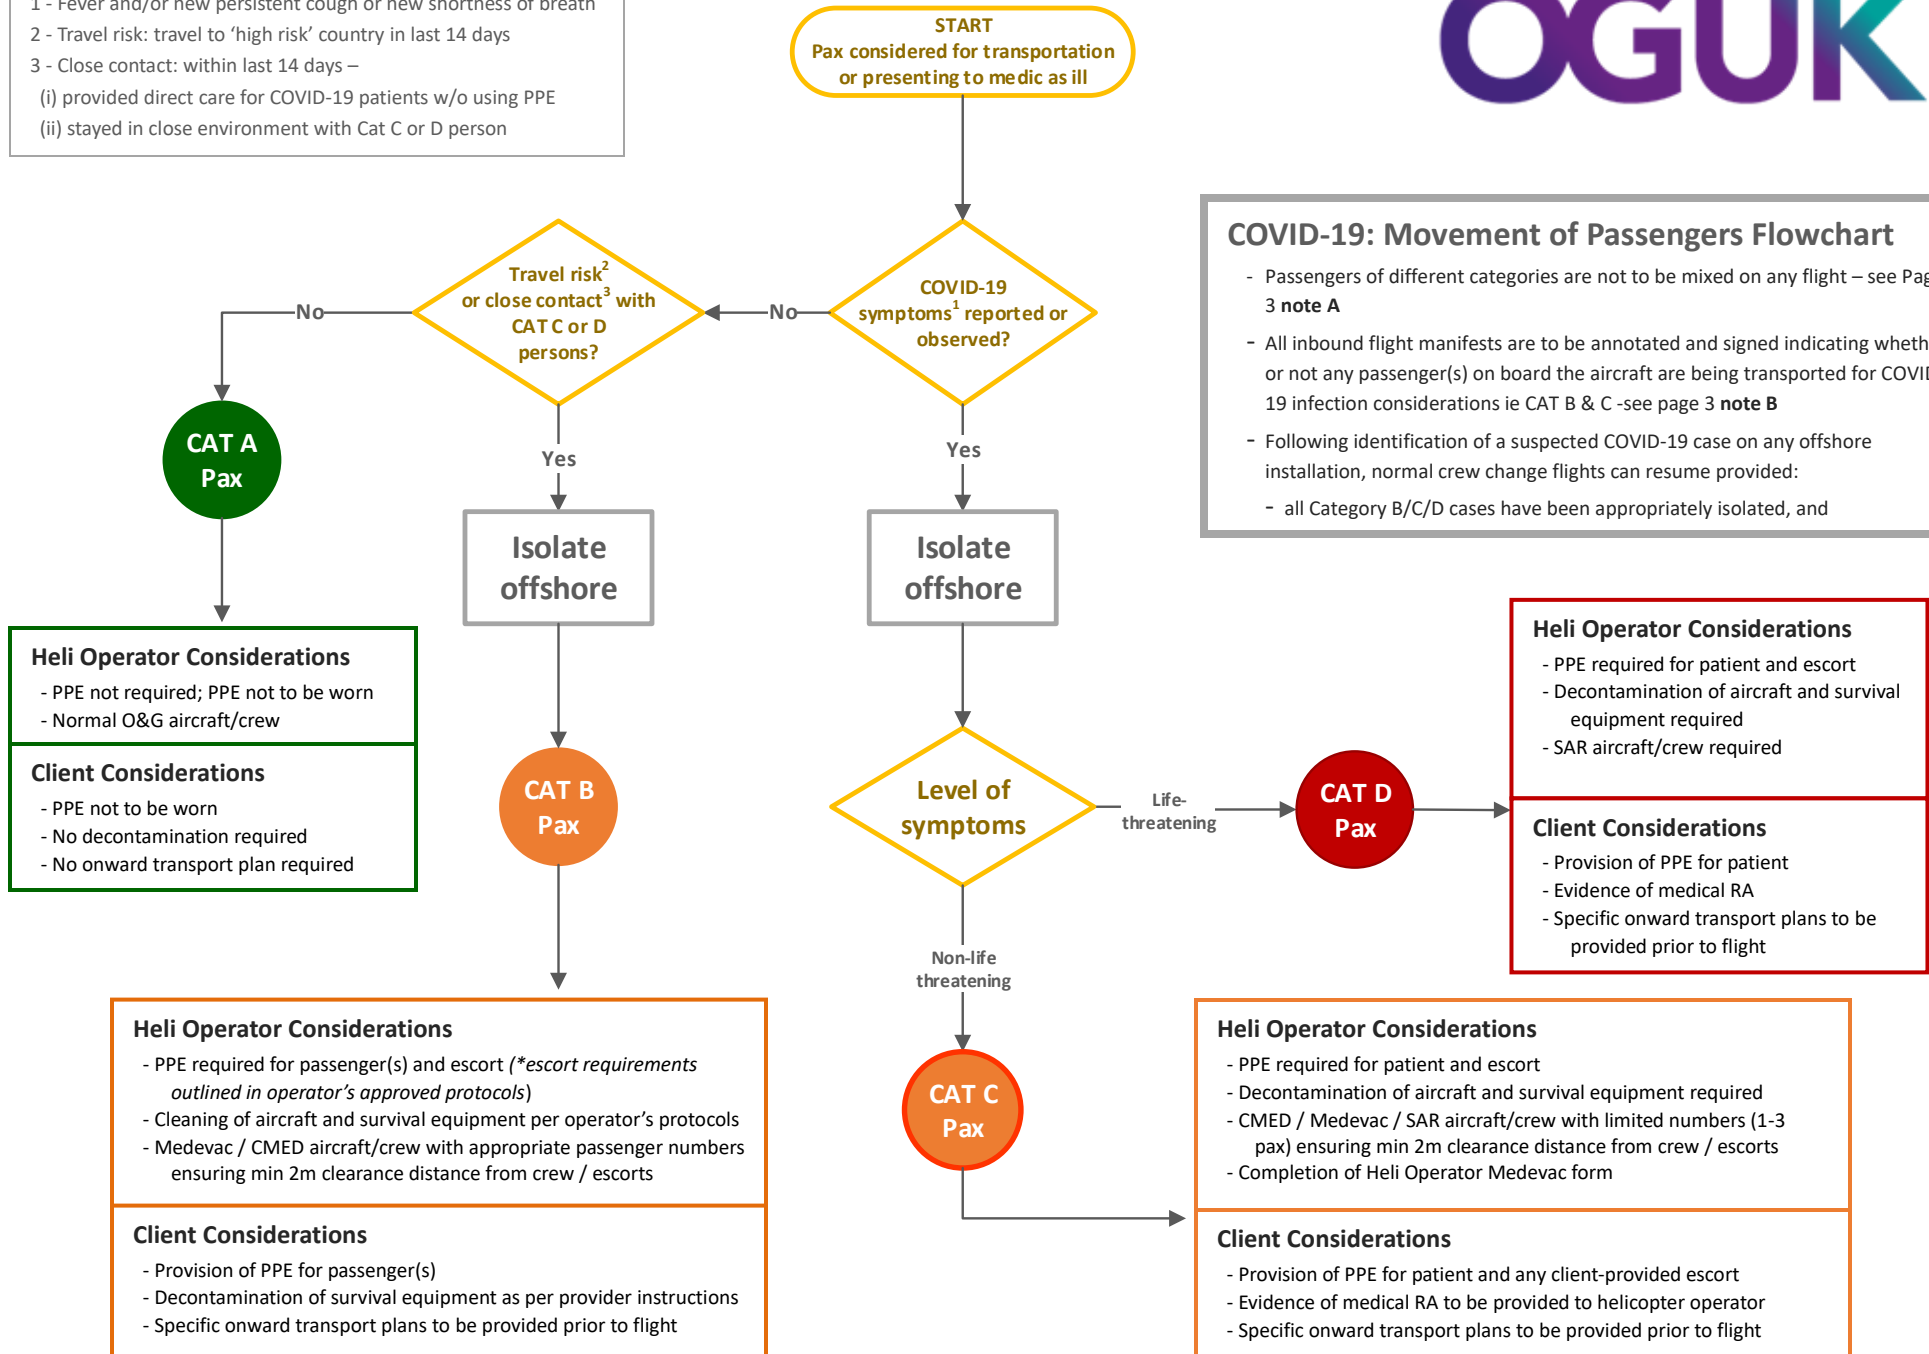 1 - Fever and/or new persistent cough or new shortness of breath
2 - Travel risk: travel to ‘high risk’ country in last 14 days
3 - Close contact: within last 14 days –
(i) provided direct care for COVID-19 patients w/o using PPE
(ii) stayed in close environment with Cat C or D person
START
Pax considered for transportation
or presenting to medic as ill
OGUK
COVID-19: Movement of Passengers Flowchart
- Passengers of different categories are not to be mixed on any flight – see Pag
3 note A
- All inbound flight manifests are to be annotated and signed indicating wheth
or not any passenger(s) on board the aircraft are being transported for COVID
19 infection considerations ie CAT B & C -see page 3 note B
- Following identification of a suspected COVID-19 case on any offshore
installation, normal crew change flights can resume provided:
- all Category B/C/D cases have been appropriately isolated, and
COVID-19
symptoms1 reported or
observed?
No
Travel risk2
or close contact3 with
CAT C or D
persons?
No
Yes
Yes
CAT A
Pax
Isolate
offshore
Isolate
offshore
Heli Operator Considerations
- PPE not required; PPE not to be worn
- Normal O&G aircraft/crew
Client Considerations
- PPE not to be worn
- No decontamination required
- No onward transport plan required
CAT B
Pax
Level of
symptoms
Life-
threatening
CAT D
Pax
Heli Operator Considerations
- PPE required for patient and escort
- Decontamination of aircraft and survival
equipment required
- SAR aircraft/crew required
Client Considerations
- Provision of PPE for patient
- Evidence of medical RA
- Specific onward transport plans to be
provided prior to flight
Non-life
threatening
CAT C
Pax
Heli Operator Considerations
- PPE required for passenger(s) and escort (*escort requirements
outlined in operator’s approved protocols)
- Cleaning of aircraft and survival equipment per operator’s protocols
- Medevac / CMED aircraft/crew with appropriate passenger numbers
ensuring min 2m clearance distance from crew / escorts
Client Considerations
- Provision of PPE for passenger(s)
- Decontamination of survival equipment as per provider instructions
- Specific onward transport plans to be provided prior to flight
Heli Operator Considerations
- PPE required for patient and escort
- Decontamination of aircraft and survival equipment required
- CMED / Medevac / SAR aircraft/crew with limited numbers (1-3
pax) ensuring min 2m clearance distance from crew / escorts
- Completion of Heli Operator Medevac form
Client Considerations
- Provision of PPE for patient and any client-provided escort
- Evidence of medical RA to be provided to helicopter operator
- Specific onward transport plans to be provided prior to flight